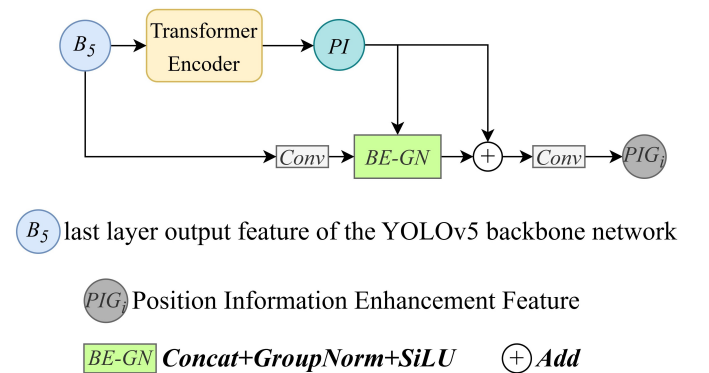 B5
Transformer
Encoder
PI
Conv
BE-GN
+
Conv
PIGi
B5 last layer output feature of the YOLOv5 backbone network
PIGi Position Information Enhancement Feature
BE-GN Concat+GroupNorm+SiLU + Add